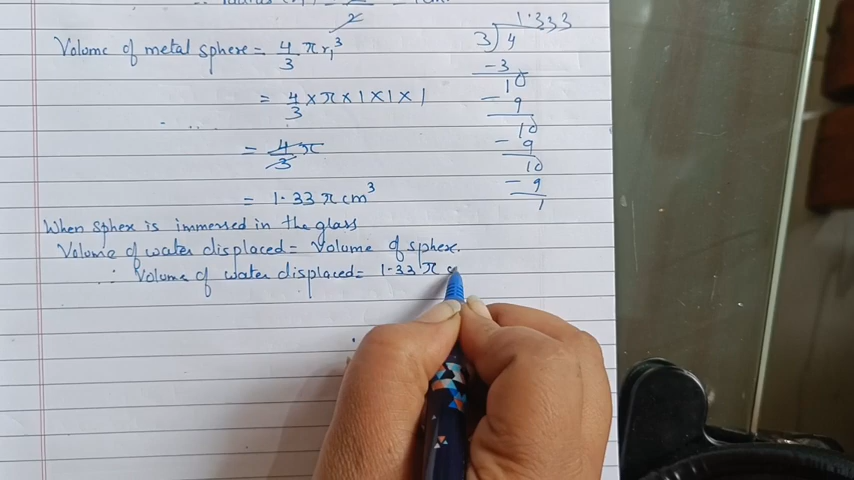 Volume of metal sphere = 4/3 πr₁³
= 4/3 × π × 1 × 1 × 1
= 4/3 π
= 1.33 π cm³
When sphere is immersed in the glass
Volume of water displaced = Volume of sphere.
∴ Volume of water displaced = 1.33 π
1.333
3) 4
- 3
10
- 9
10
- 9
10
- 9
1